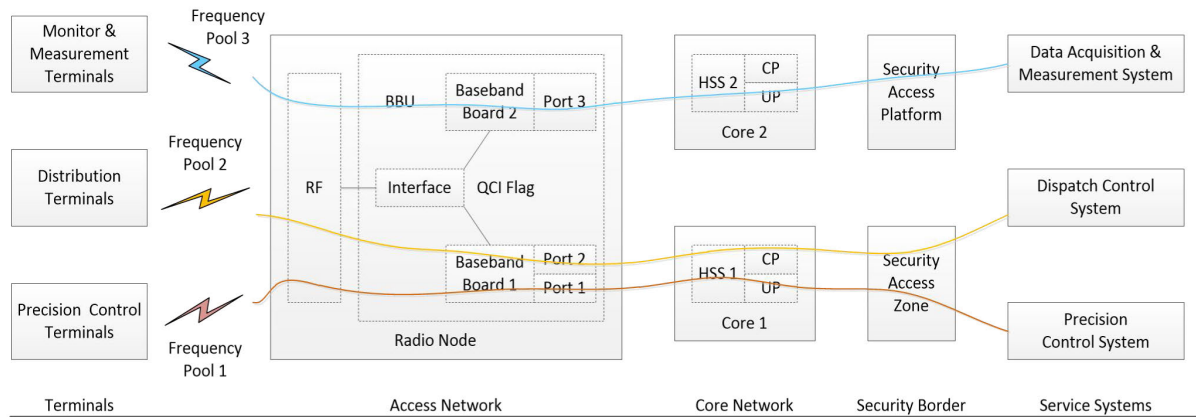 Monitor &
Measurement
Terminals
Frequency
Pool 3
Distribution
Terminals
Frequency
Pool 2
Precision Control
Terminals
Frequency
Pool 1
RF
BBU
Baseband
Board 2
Port 3
Interface
QCI Flag
Baseband
Board 1
Port 2
Port 1
Radio Node
HSS 2
CP
UP
Core 2
HSS 1
CP
UP
Core 1
Security
Access
Platform
Security
Access
Zone
Data Acquisition &
Measurement System
Dispatch Control
System
Precision
Control System
Terminals
Access Network
Core Network
Security Border
Service Systems